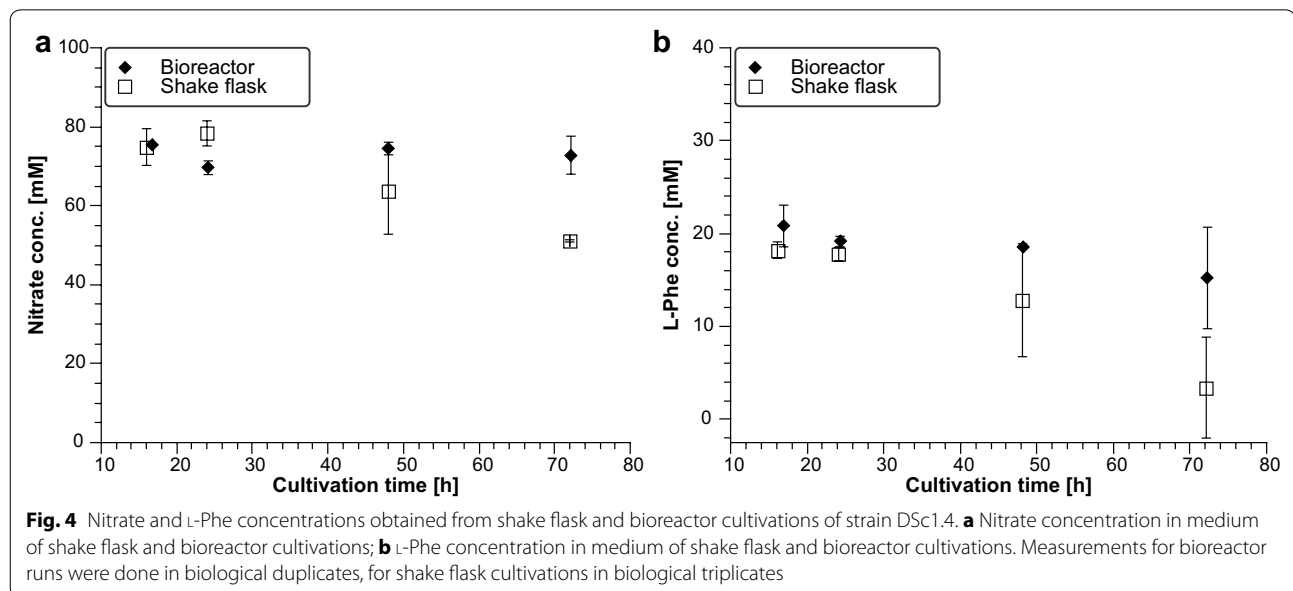 a
100
80
60
40
20
0
Nitrate conc. [mM]
Bioreactor
Shake flask
10 20 30 40 50 60 70 80
Cultivation time [h]
b
40
30
20
10
0
L-Phe conc. [mM]
Bioreactor
Shake flask
10 20 30 40 50 60 70 80
Cultivation time [h]
Fig. 4 Nitrate and L-Phe concentrations obtained from shake flask and bioreactor cultivations of strain DSc1.4. a Nitrate concentration in medium
of shake flask and bioreactor cultivations; b L-Phe concentration in medium of shake flask and bioreactor cultivations. Measurements for bioreactor
runs were done in biological duplicates, for shake flask cultivations in biological triplicates